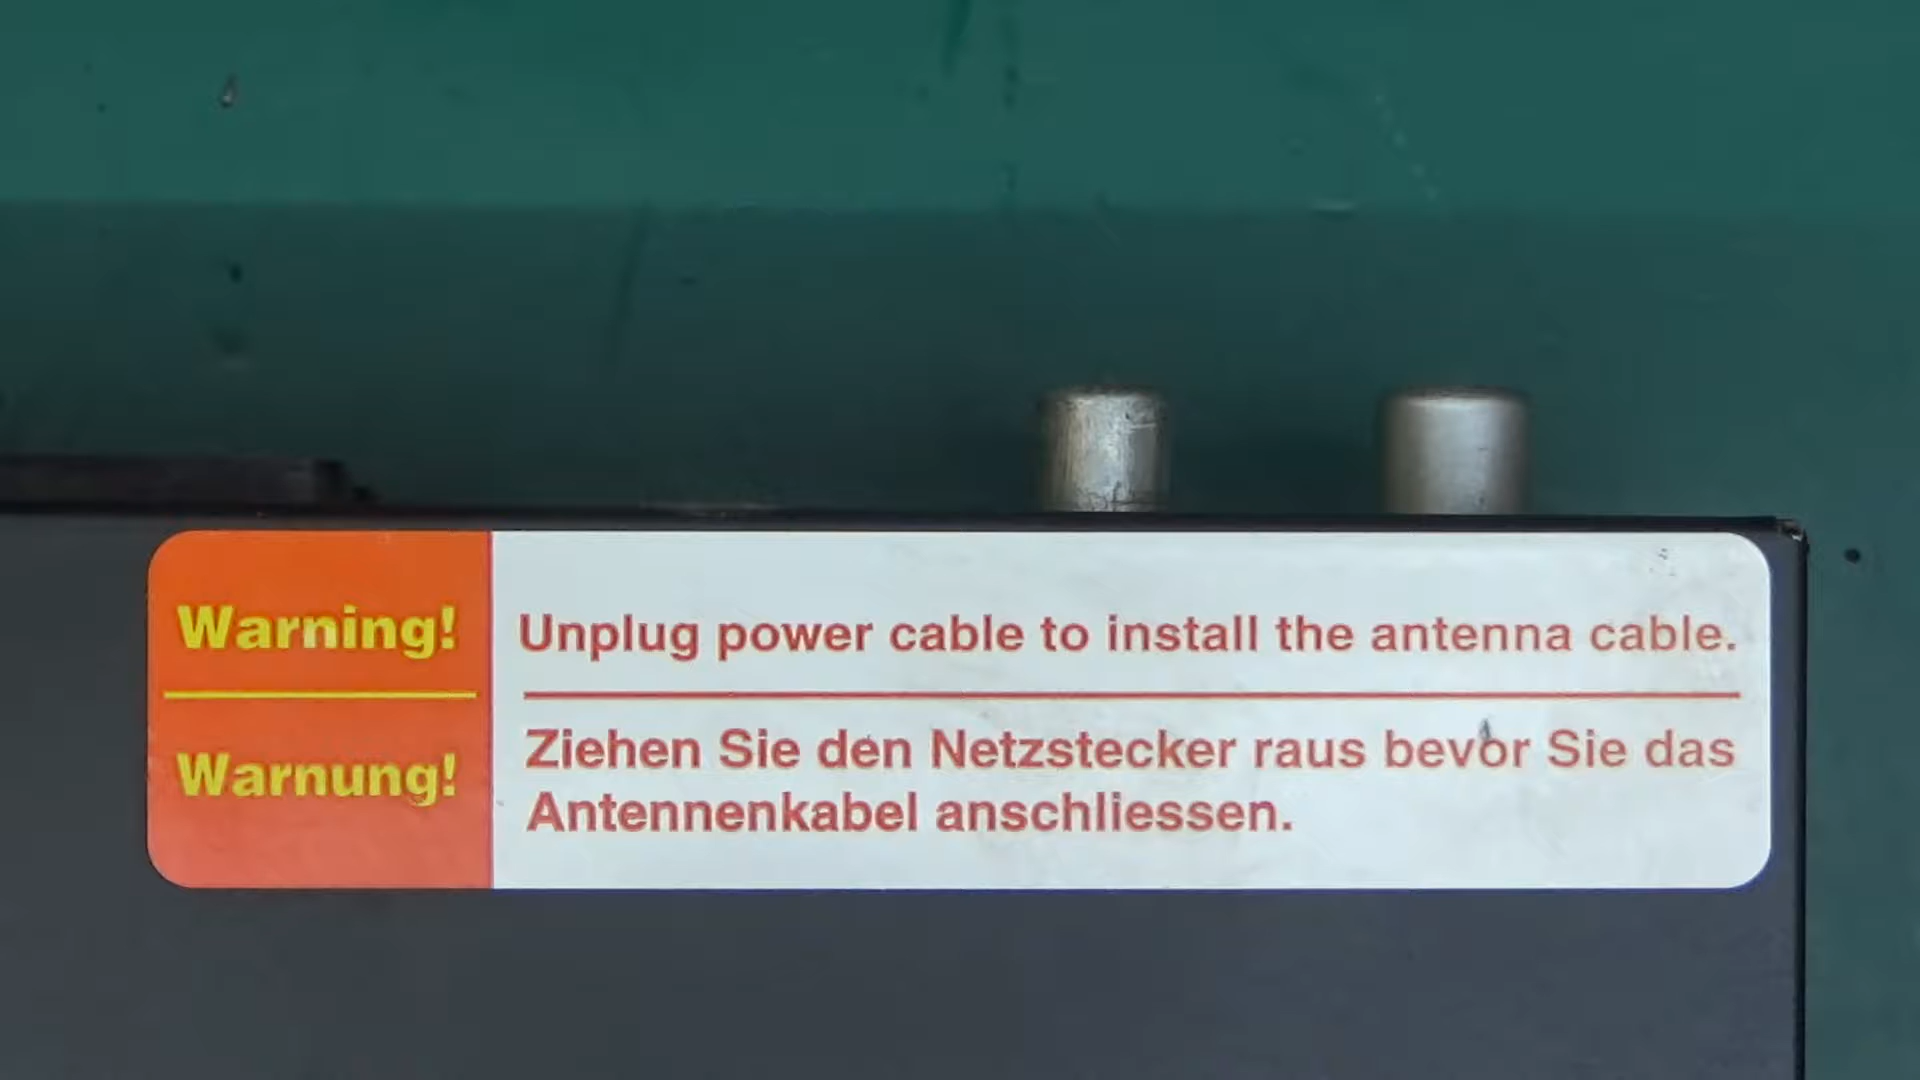 Warning!
Unplug power cable to install the antenna cable.
Warnung!
Ziehen Sie den Netzstecker raus bevor Sie das
Antennenkabel anschliessen.